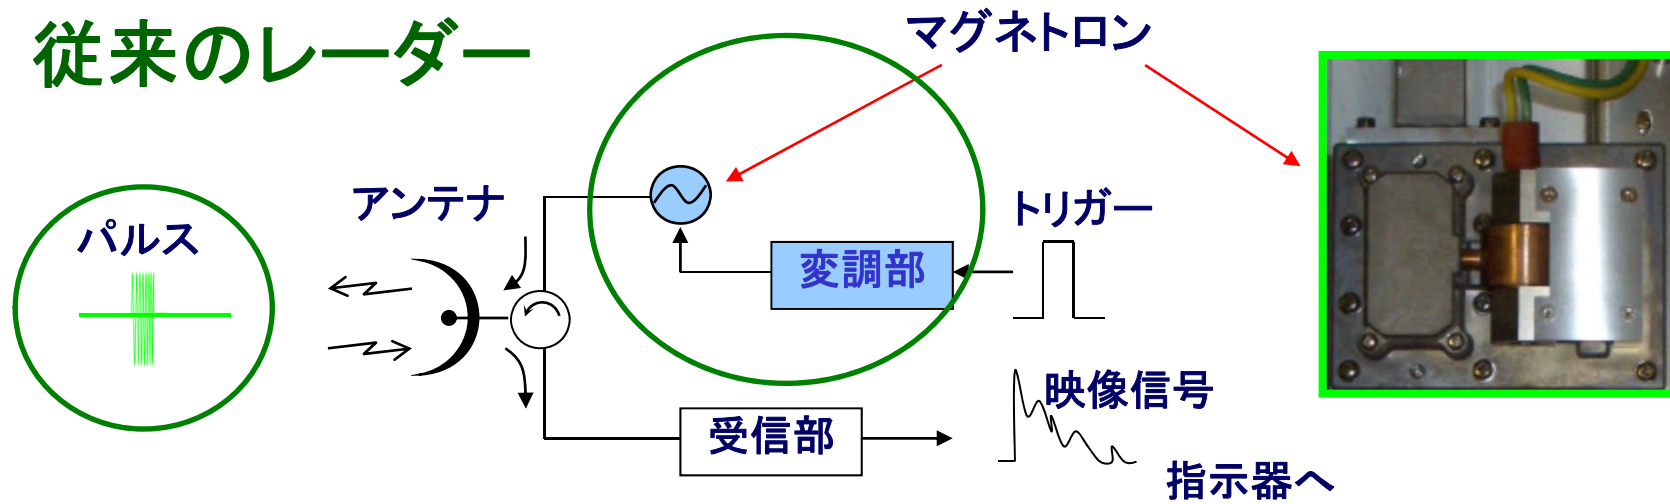 従来のレーダー
マグネトロン
アンテナ
トリガー
パルス
変調部
映像信号
受信部
指示器へ